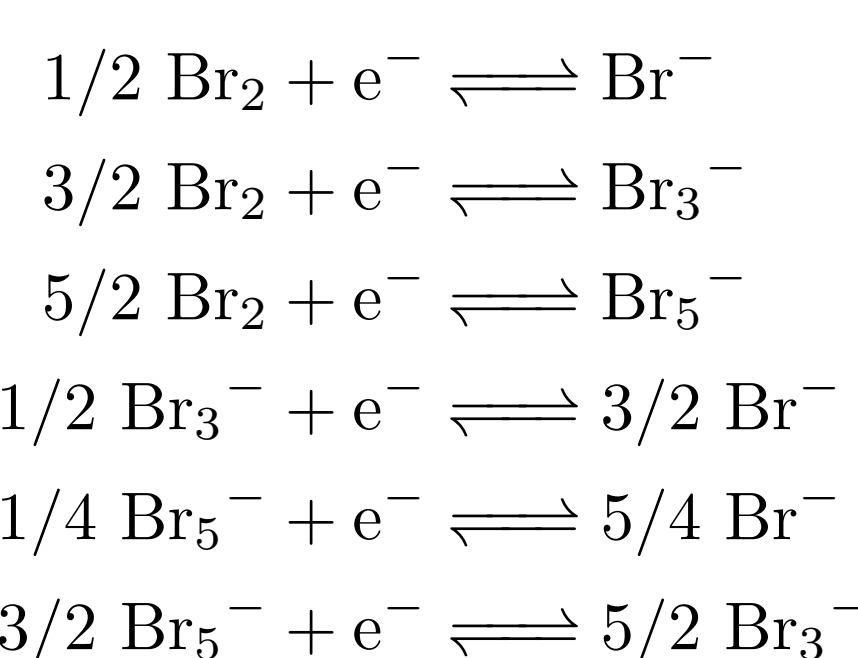 1/2 Br₂ + e⁻ ⇌ Br⁻
3/2 Br₂ + e⁻ ⇌ Br₃⁻
5/2 Br₂ + e⁻ ⇌ Br₅⁻
1/2 Br₃⁻ + e⁻ ⇌ 3/2 Br⁻
1/4 Br₅⁻ + e⁻ ⇌ 5/4 Br⁻
3/2 Br₅⁻ + e⁻ ⇌ 5/2 Br₃⁻